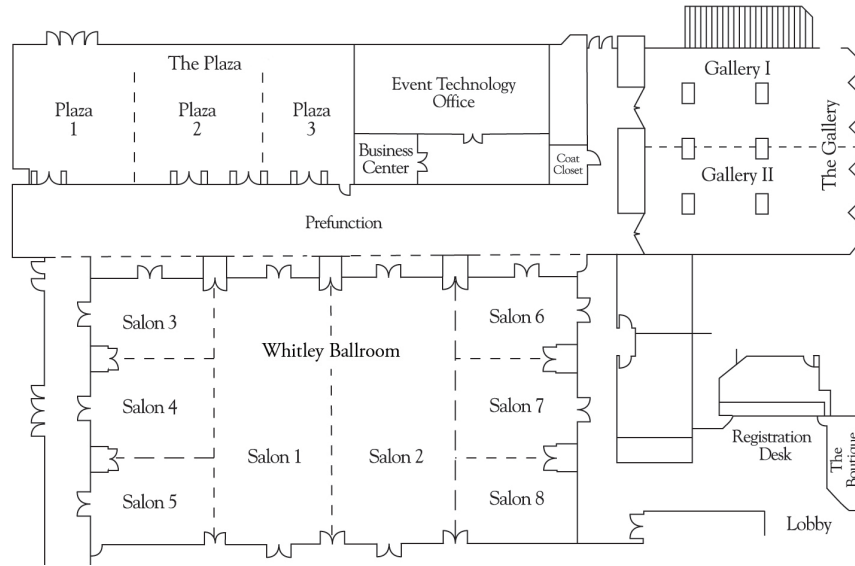 The Plaza
Plaza
1
Plaza
2
Plaza
3
Event Technology
Office
Business
Center
Coat
Closet
Gallery I
Gallery II
The Gallery
Prefunction
Salon 3
Salon 6
Whitley Ballroom
Salon 4
Salon 7
Salon 1
Salon 2
Salon 5
Salon 8
Registration
Desk
The
Boutique
Lobby